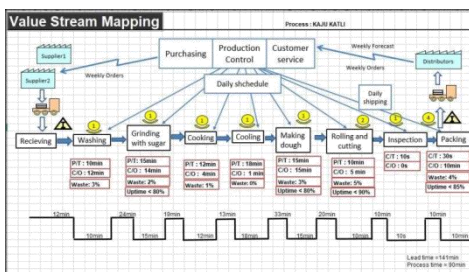 Value Stream Mapping
Process : KAJU KATLI
Supplier1
Supplier2
Purchasing
Production Control
Customer service
Weekly Forecast
Weekly Orders
Weekly Orders
Distributors
Daily shchedule
Daily shipping
Recieving
Washing
Grinding with sugar
Cooking
Cooling
Making dough
Rolling and cutting
Inspection
Packing
P/T : 10min
C/O : 12min
Waste: 3%
P/T: 15min
C/O : 14min
Waste: 2%
Uptime < 80%
P/T : 12min
C/O : 4min
Waste: 1%
P/T : 18min
C/O : 1 min
Waste: 0%
P/T: 15min
C/O : 15min
Waste: 3%
Uptime < 80%
P/T : 10min
C/O : 5 min
Waste: 5%
Uptime < 90%
C/T : 10s
C/O : 0s
C/T : 30s
C/O : 10min
Waste: 4%
Uptime < 85%
12min
24min
13min
33min
20min
10min
10min
10min
15min
15min
10min
10s
10min
Lead time =141min
Process time = 90min